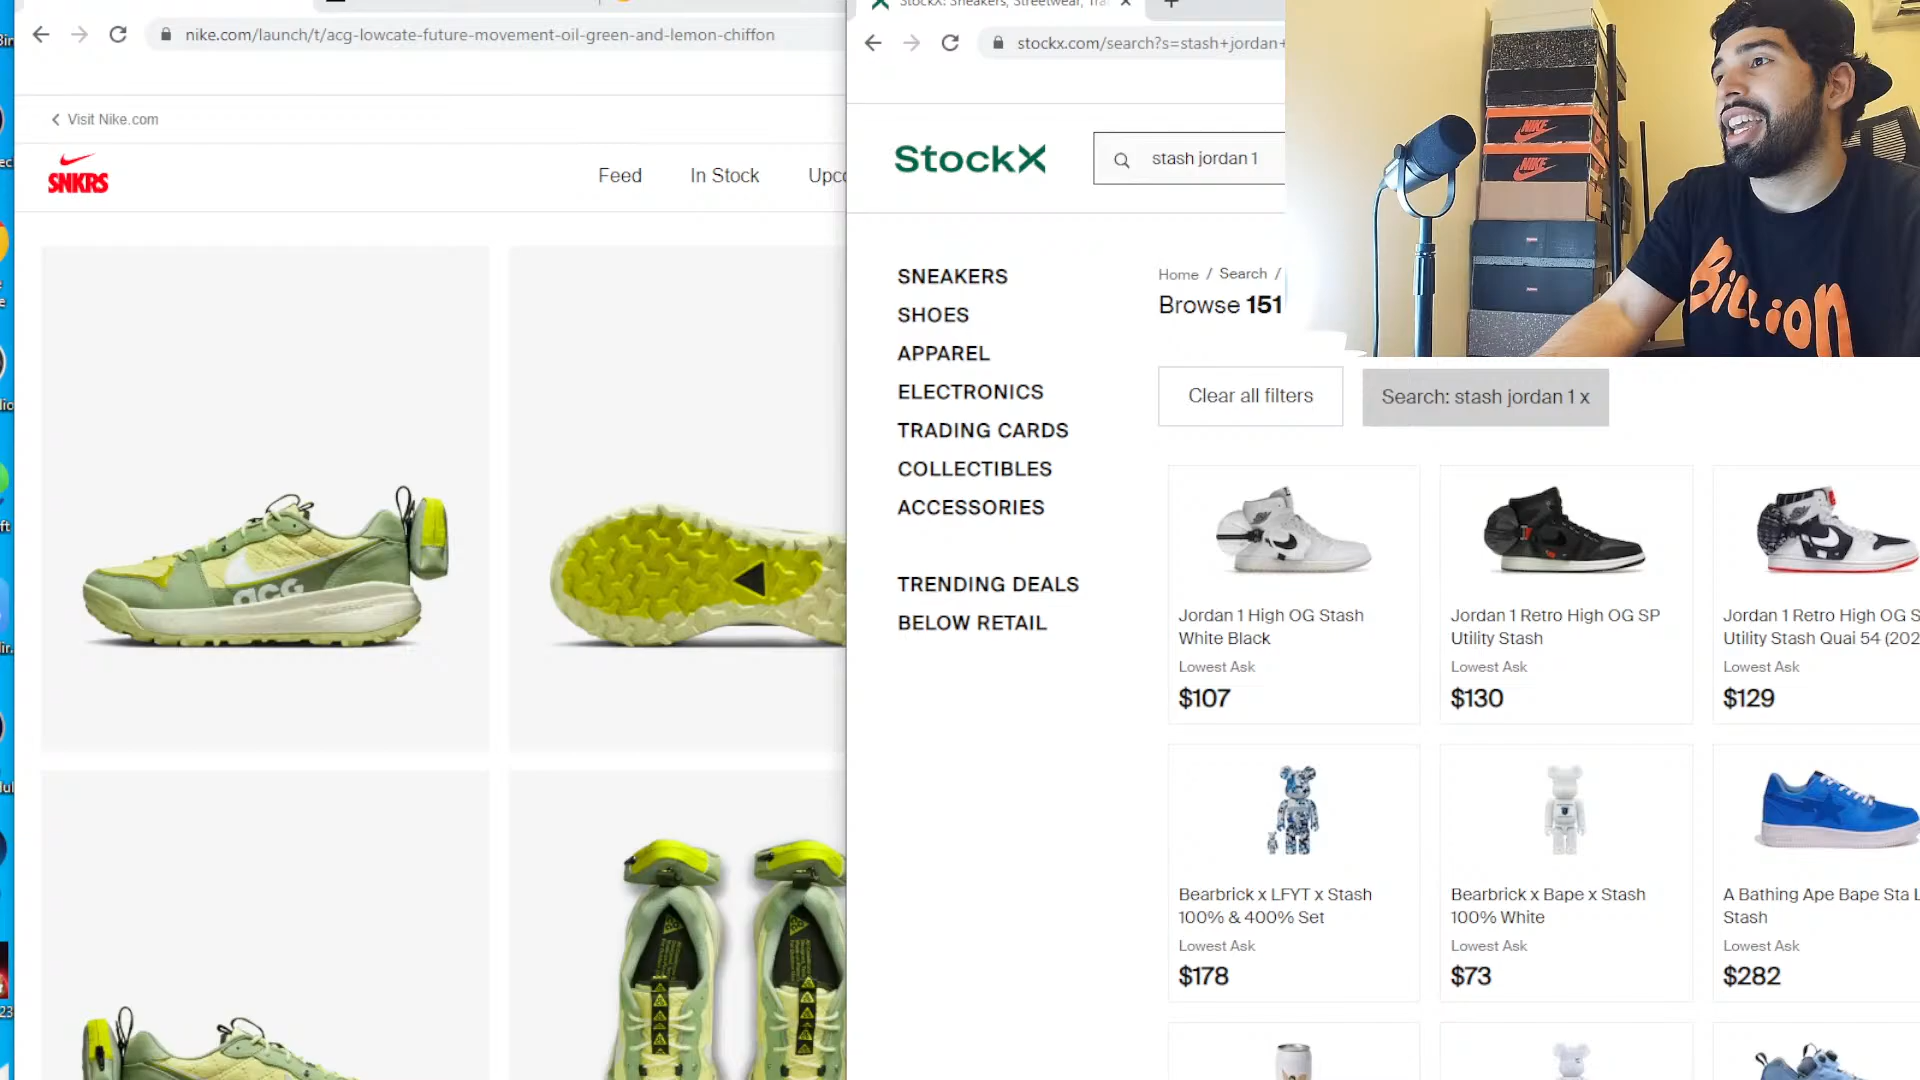 nike.com/launch/t/acg-lowcate-future-movement-oil-green-and-lemon-chiffon
Visit Nike.com
SNKRS
Feed
In Stock
acg
stockx.com/search?s=stash+jordan+
StockX
stash jordan 1
SNEAKERS
SHOES
APPAREL
ELECTRONICS
TRADING CARDS
COLLECTIBLES
ACCESSORIES
TRENDING DEALS
BELOW RETAIL
Home / Search /
Browse 151
Clear all filters
Search: stash jordan 1 x
Jordan 1 High OG Stash
White Black
Lowest Ask
$107
Jordan 1 Retro High OG SP
Utility Stash
Lowest Ask
$130
Jordan 1 Retro High OG S
Utility Stash Quai 54 (202
Lowest Ask
$129
Bearbrick x LFYT x Stash
100% & 400% Set
Lowest Ask
$178
Bearbrick x Bape x Stash
100% White
Lowest Ask
$73
A Bathing Ape Bape Sta L
Stash
Lowest Ask
$282
NIKE
NIKE
BiLLiON